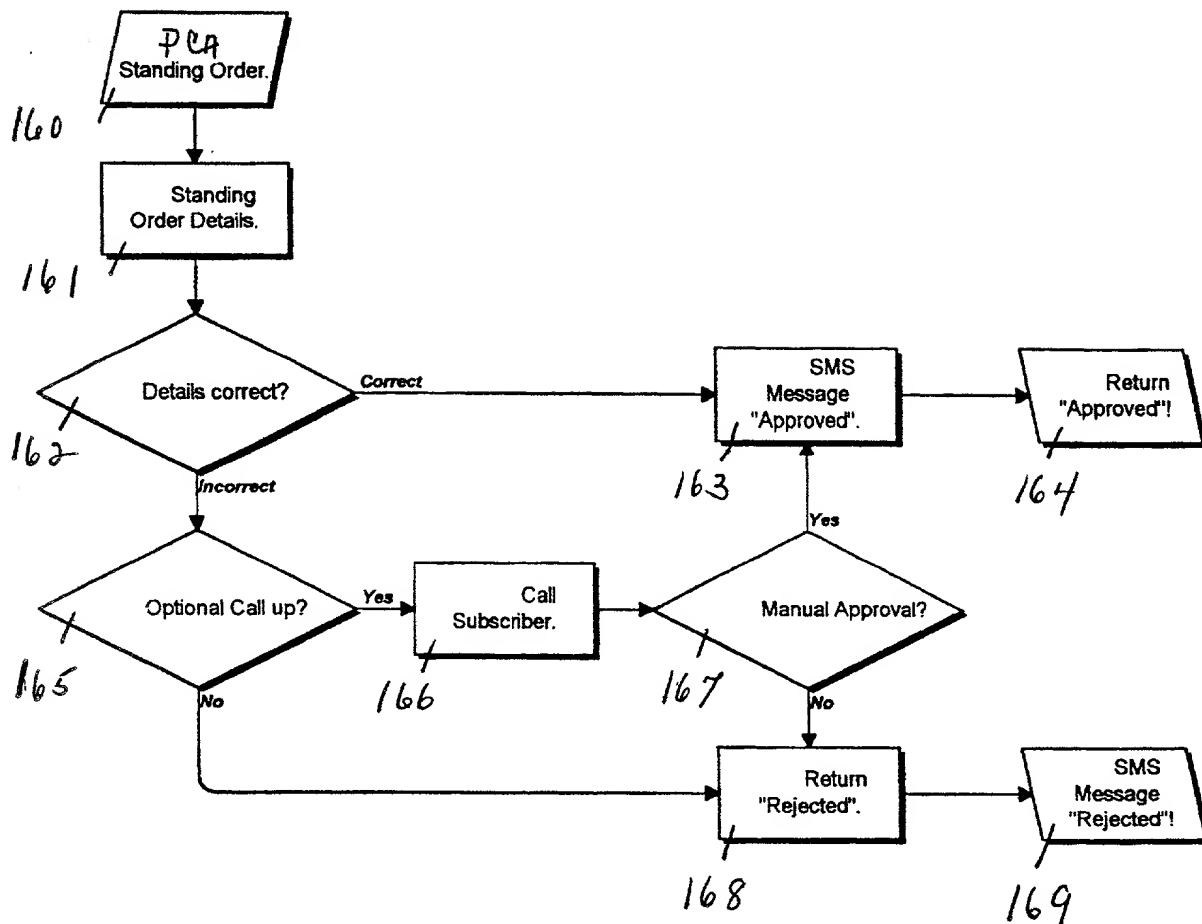 PCA
Standing Order.
160
Standing
Order Details.
161
Details correct?
Correct
162
Incorrect
SMS
Message
"Approved".
163
Return
"Approved"!
164
Optional Call up?
Yes
165
No
Call
Subscriber.
166
Manual Approval?
Yes
167
No
Return
"Rejected".
168
SMS
Message
"Rejected"!
169